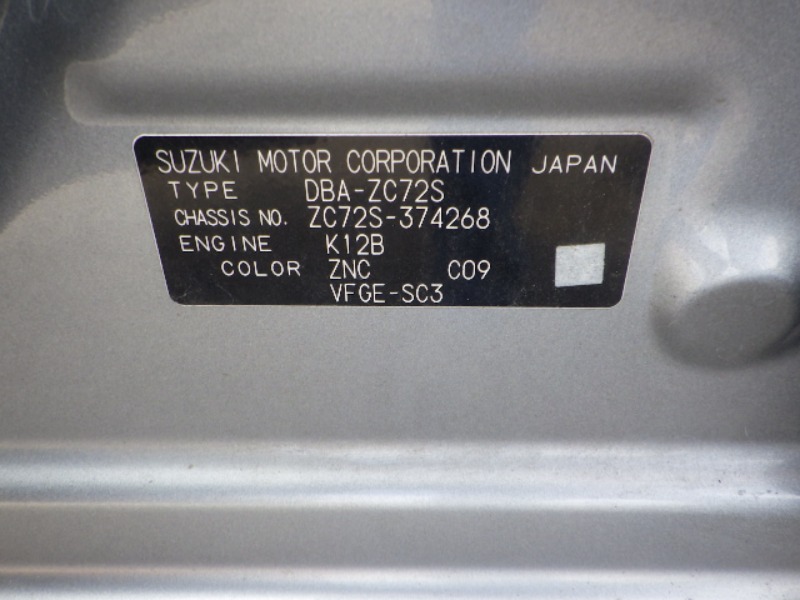 SUZUKI MOTOR CORPORATION JAPAN
TYPE DBA-ZC72S
CHASSIS NO. ZC72S-374268
ENGINE K12B
COLOR ZNC C09
VFGE-SC3